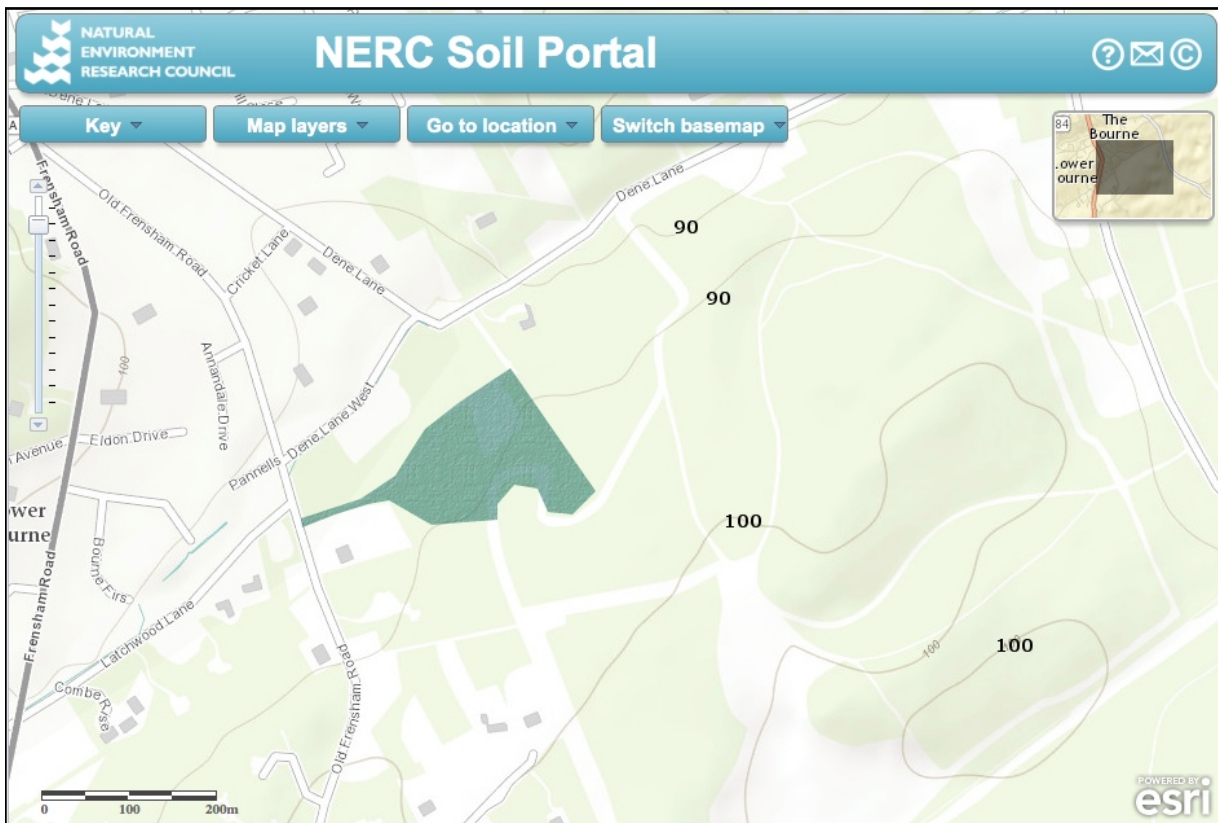 NATURAL
ENVIRONMENT
RESEARCH COUNCIL
NERC Soil Portal
Key
Map layers
Go to location
Switch basemap
A
84
The
Bourne
.ower
ourne
Dene L
Frensham Road
Old Frensham Road
Cricket Lane
Dene Lane
Dene Lane
90
90
100
Annandale Drive
Pannells
Dene Lane West
Avenue
Eldon Drive
wer
urne
Bourne Firs
Frensham Road
Latchwood Lane
Combe Rise
Old Frensham Road
100
100
100
0
100
200m
POWERED BY
esri